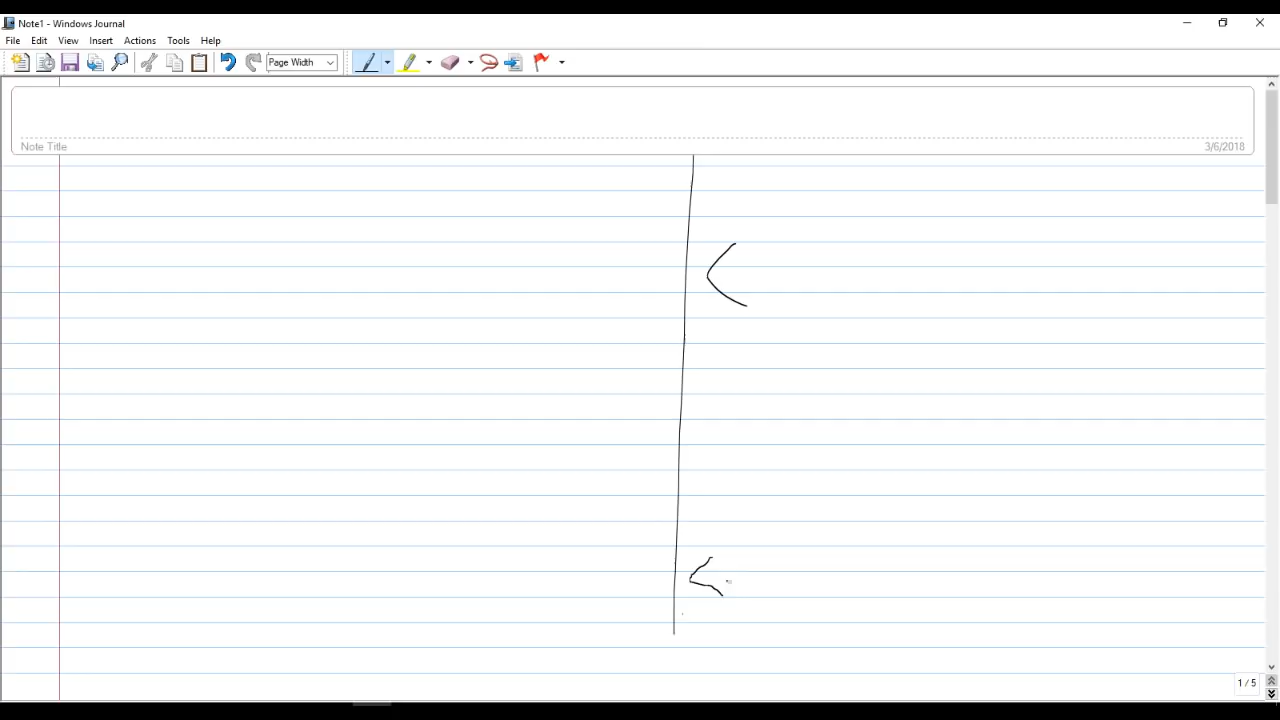 Note1 - Windows Journal
File Edit View Insert Actions Tools Help
Page Width
Note Title 3/6/2018
1 / 5